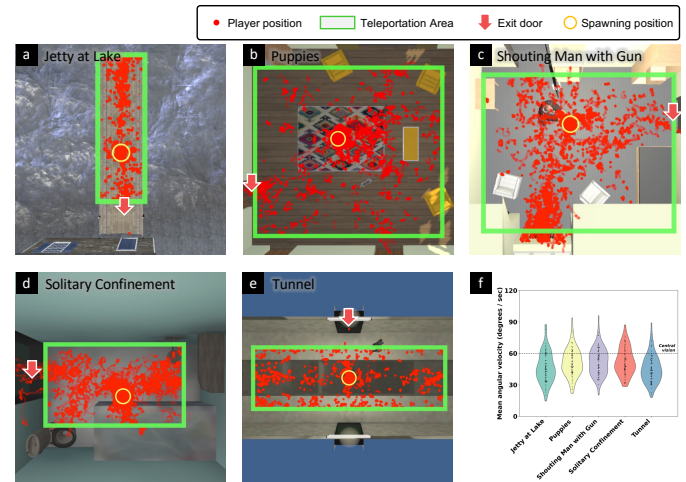 Player position
Teleportation Area
Exit door
Spawning position
a Jetty at Lake
b Puppies
c Shouting Man with Gun
d Solitary Confinement
e Tunnel
f
Mean angular velocity (degrees / sec)
120
90
60
30
0
Central
vision
Jetty at Lake
Puppies
Shouting Man with Gun
Solitary Confinement
Tunnel